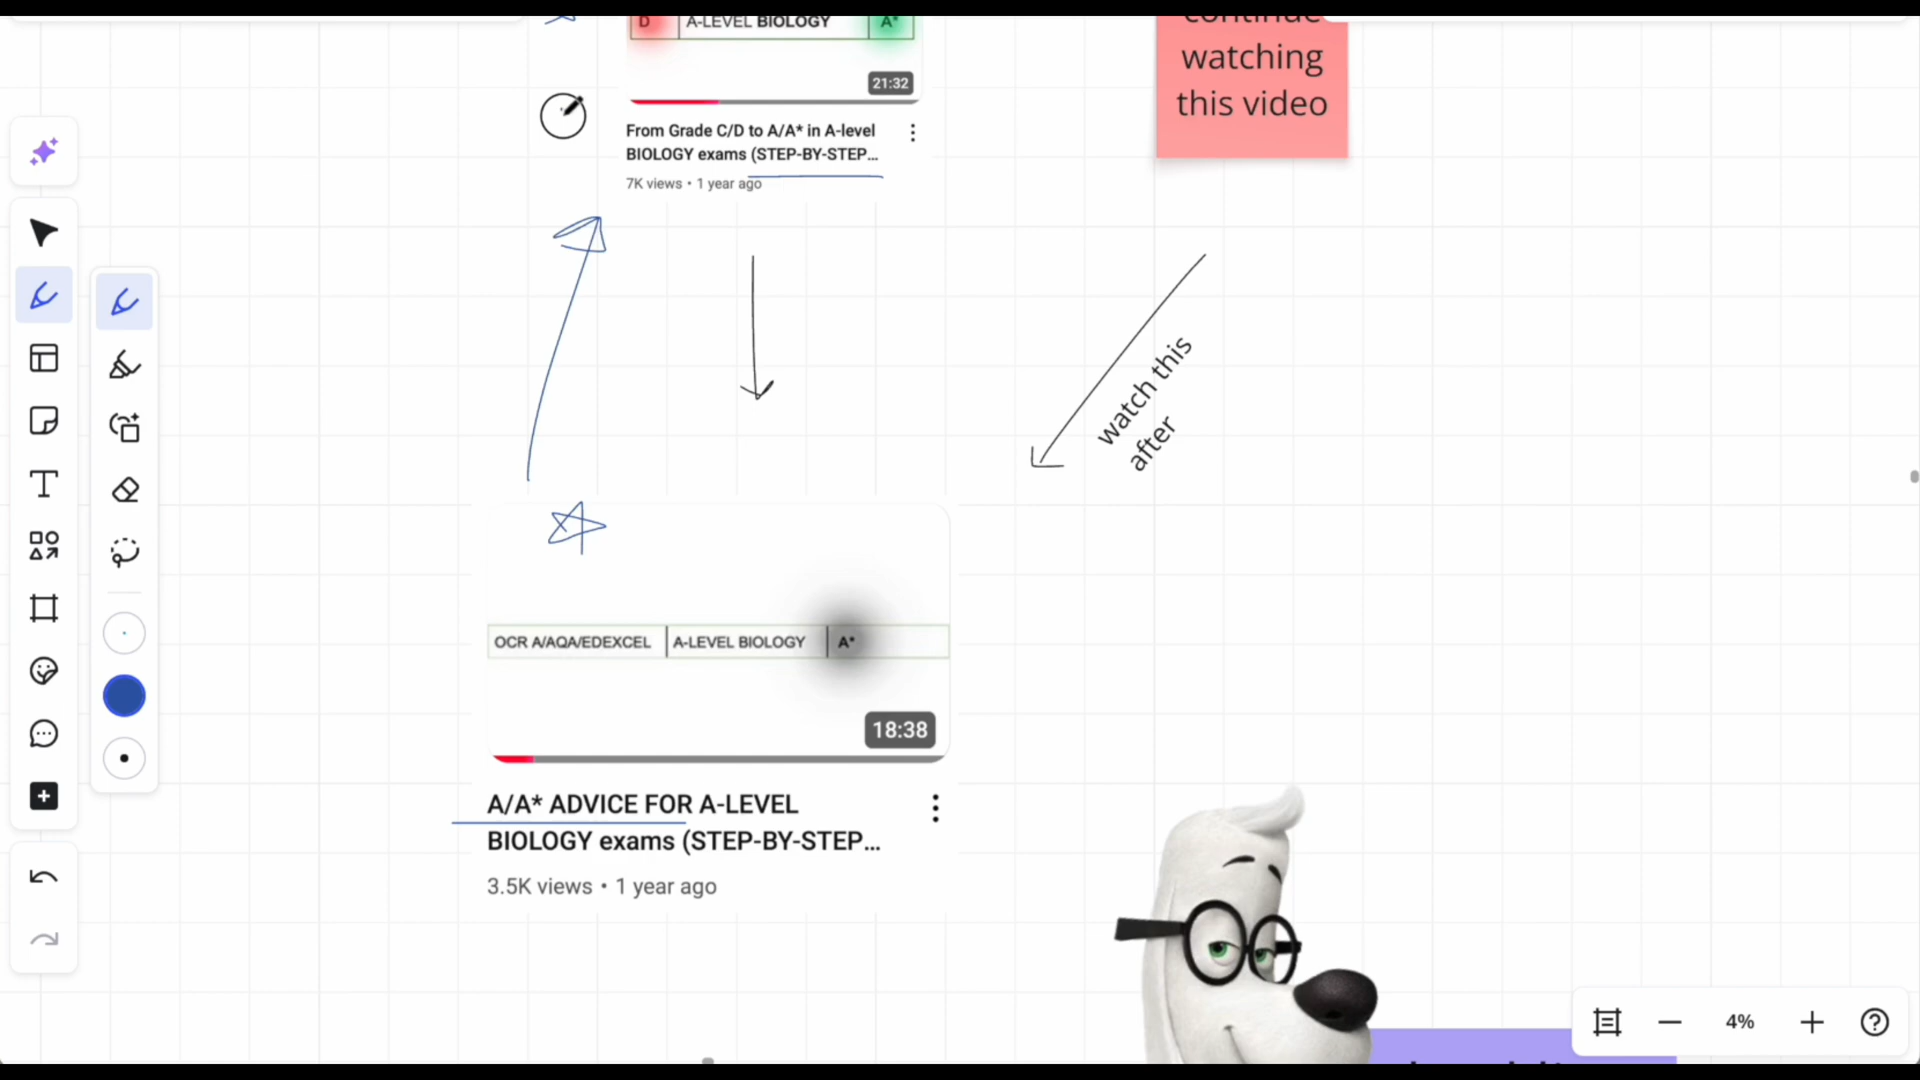 D A-LEVEL BIOLOGY A*
21:32
From Grade C/D to A/A* in A-level
BIOLOGY exams (STEP-BY-STEP...
7K views • 1 year ago
continue
watching
this video
watch this
after
OCR A/AQA/EDEXCEL A-LEVEL BIOLOGY A*
18:38
A/A* ADVICE FOR A-LEVEL
BIOLOGY exams (STEP-BY-STEP...
3.5K views • 1 year ago
4%